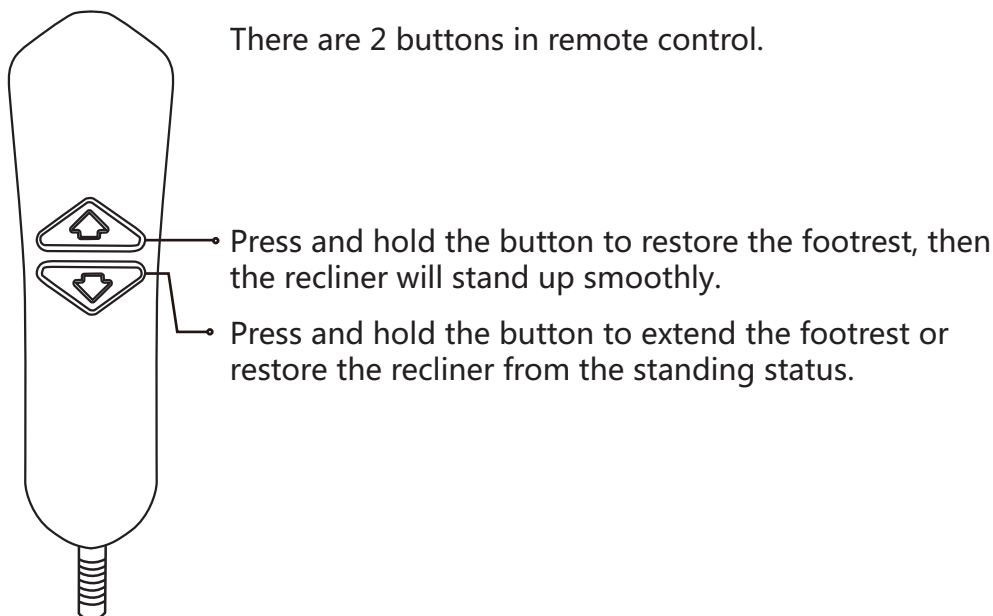 There are 2 buttons in remote control.
Press and hold the button to restore the footrest, then
the recliner will stand up smoothly.
Press and hold the button to extend the footrest or
restore the recliner from the standing status.